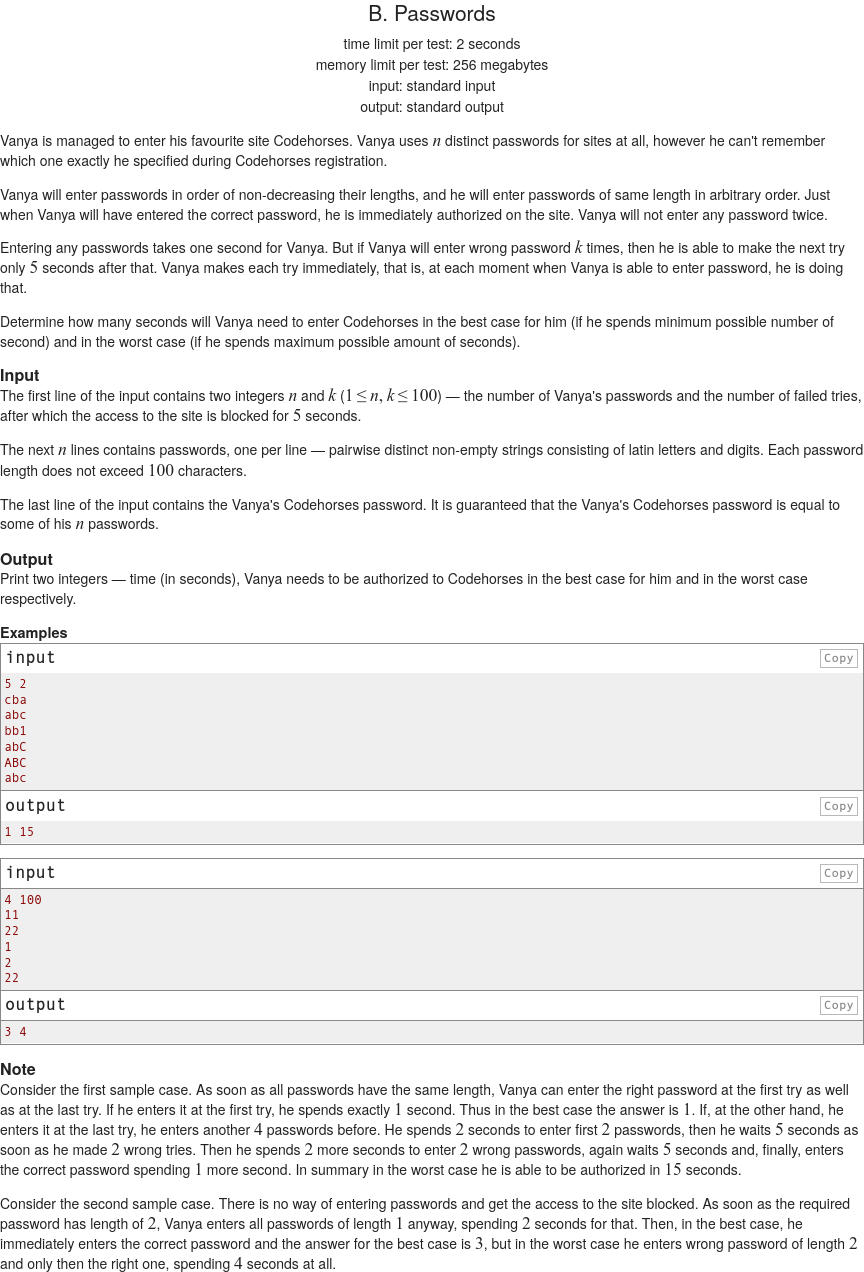 B. Passwords
time limit per test: 2 seconds
memory limit per test: 256 megabytes
input: standard input
output: standard output
Vanya is managed to enter his favourite site Codehorses. Vanya uses n distinct passwords for sites at all, however he can't remember
which one exactly he specified during Codehorses registration.
Vanya will enter passwords in order of non-decreasing their lengths, and he will enter passwords of same length in arbitrary order. Just
when Vanya will have entered the correct password, he is immediately authorized on the site. Vanya will not enter any password twice.
Entering any passwords takes one second for Vanya. But if Vanya will enter wrong password k times, then he is able to make the next try
only 5 seconds after that. Vanya makes each try immediately, that is, at each moment when Vanya is able to enter password, he is doing
that.
Determine how many seconds will Vanya need to enter Codehorses in the best case for him (if he spends minimum possible number of
second) and in the worst case (if he spends maximum possible amount of seconds).
Input
The first line of the input contains two integers n and k (1 ≤ n, k ≤ 100) — the number of Vanya's passwords and the number of failed tries,
after which the access to the site is blocked for 5 seconds.
The next n lines contains passwords, one per line — pairwise distinct non-empty strings consisting of latin letters and digits. Each password
length does not exceed 100 characters.
The last line of the input contains the Vanya's Codehorses password. It is guaranteed that the Vanya's Codehorses password is equal to
some of his n passwords.
Output
Print two integers — time (in seconds), Vanya needs to be authorized to Codehorses in the best case for him and in the worst case
respectively.
Examples
input Copy
5 2
cba
abc
bb1
abC
ABC
abc
output Copy
1 15
input Copy
4 100
11
22
1
2
22
output Copy
3 4
Note
Consider the first sample case. As soon as all passwords have the same length, Vanya can enter the right password at the first try as well
as at the last try. If he enters it at the first try, he spends exactly 1 second. Thus in the best case the answer is 1. If, at the other hand, he
enters it at the last try, he enters another 4 passwords before. He spends 2 seconds to enter first 2 passwords, then he waits 5 seconds as
soon as he made 2 wrong tries. Then he spends 2 more seconds to enter 2 wrong passwords, again waits 5 seconds and, finally, enters
the correct password spending 1 more second. In summary in the worst case he is able to be authorized in 15 seconds.
Consider the second sample case. There is no way of entering passwords and get the access to the site blocked. As soon as the required
password has length of 2, Vanya enters all passwords of length 1 anyway, spending 2 seconds for that. Then, in the best case, he
immediately enters the correct password and the answer for the best case is 3, but in the worst case he enters wrong password of length 2
and only then the right one, spending 4 seconds at all.